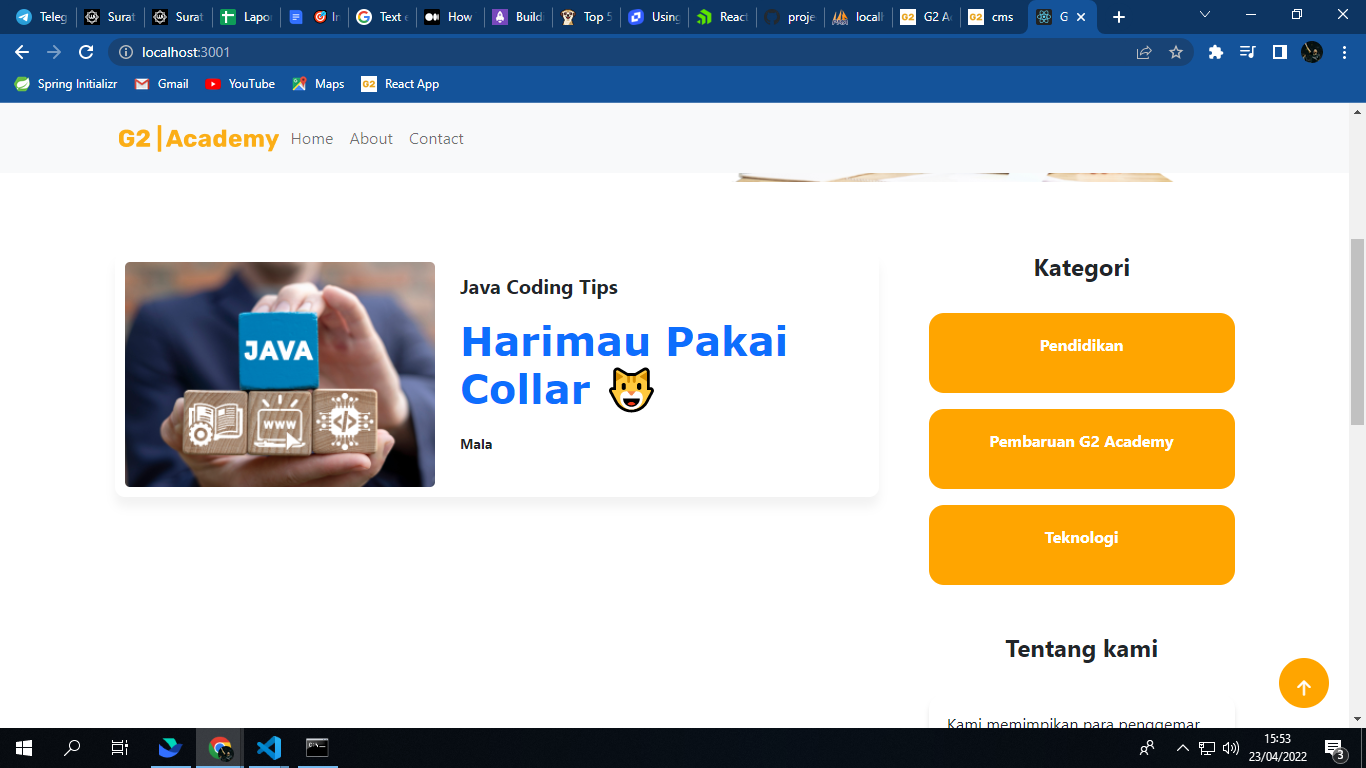 Teleg
Surat
Surat
Lapor
Text e
How
Build
Top 5
Using
React
proje
local
G2 A
cms
G
localhost:3001
Spring Initializr
Gmail
YouTube
Maps
G2
React App
G2 | Academy
Home
About
Contact
JAVA
WWW
Java Coding Tips
Harimau Pakai
Collar 🐱
Mala
Kategori
Pendidikan
Pembaruan G2 Academy
Teknologi
Tentang kami
Kami memimpikan para penggemar
15:53
23/04/2022
3